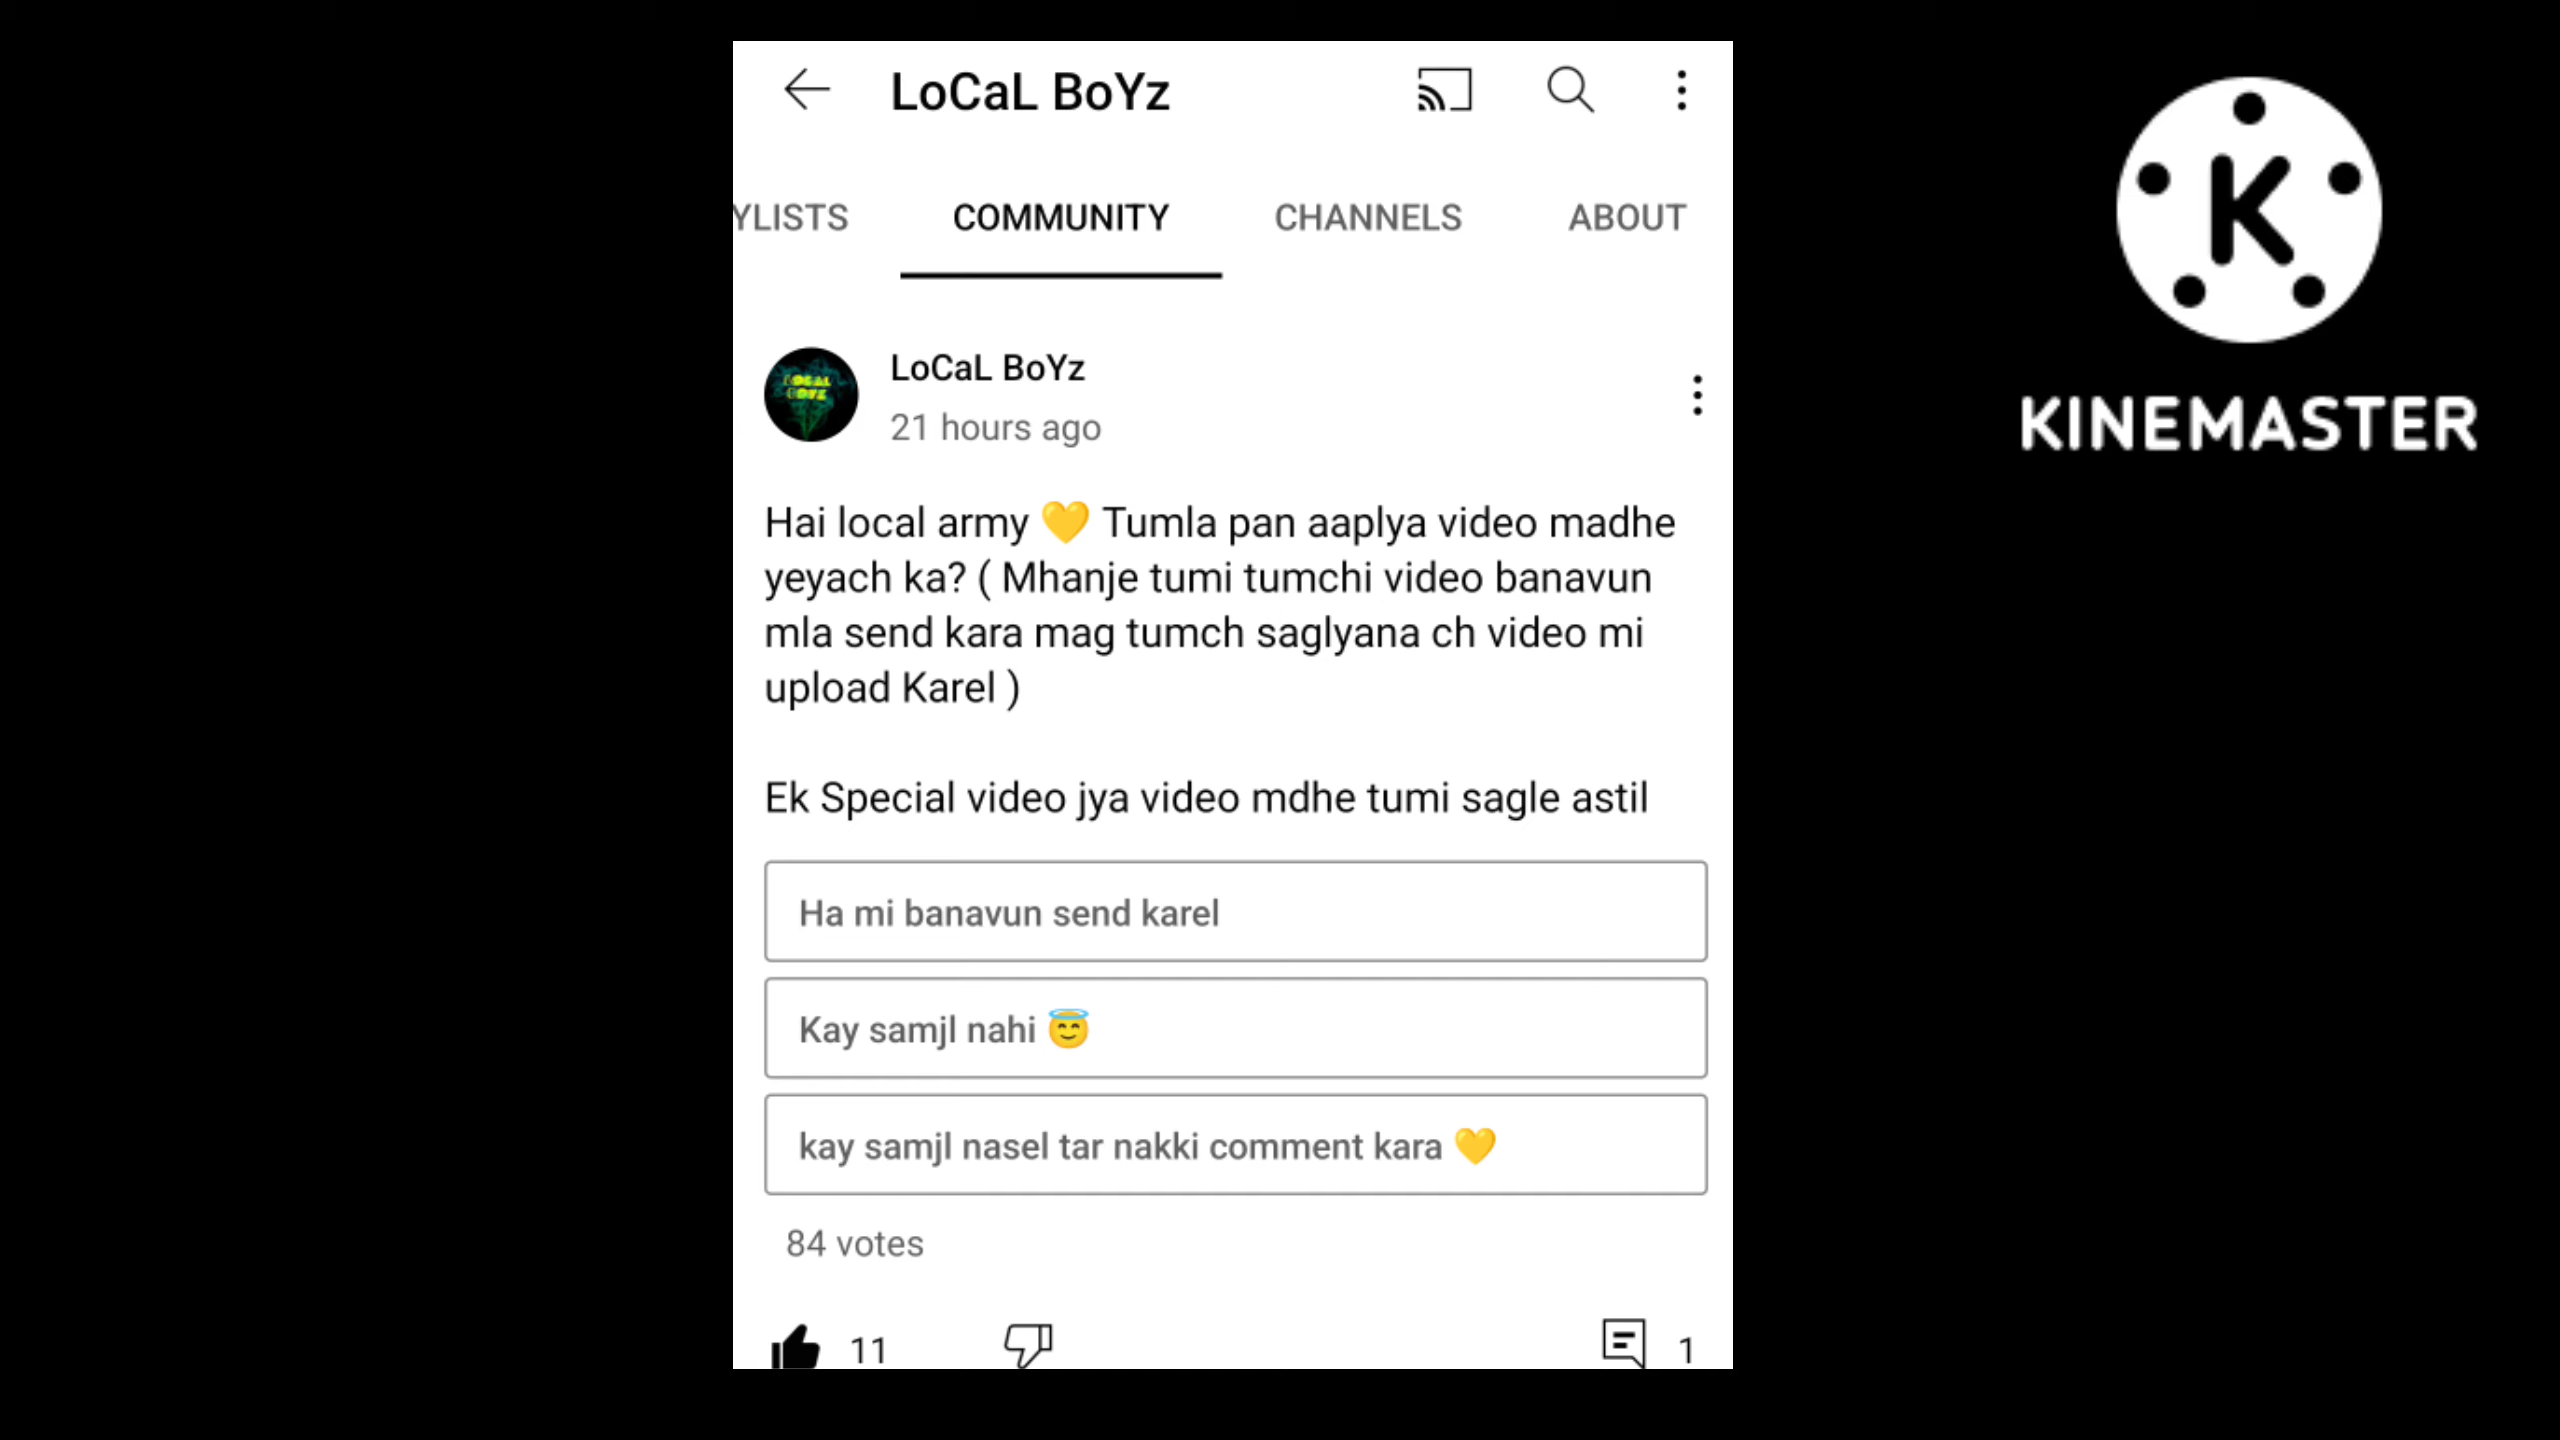 LoCaL BoYz
YLISTS COMMUNITY CHANNELS ABOUT
K
KINEMASTER
LOCAL
BOYZ
LoCaL BoYz
21 hours ago
Hai local army 💛 Tumla pan aaplya video madhe
yeyach ka? ( Mhanje tumi tumchi video banavun
mla send kara mag tumch saglyana ch video mi
upload Karel )
Ek Special video jya video mdhe tumi sagle astil
Ha mi banavun send karel
Kay samjl nahi 😇
kay samjl nasel tar nakki comment kara 💛
84 votes
11 1